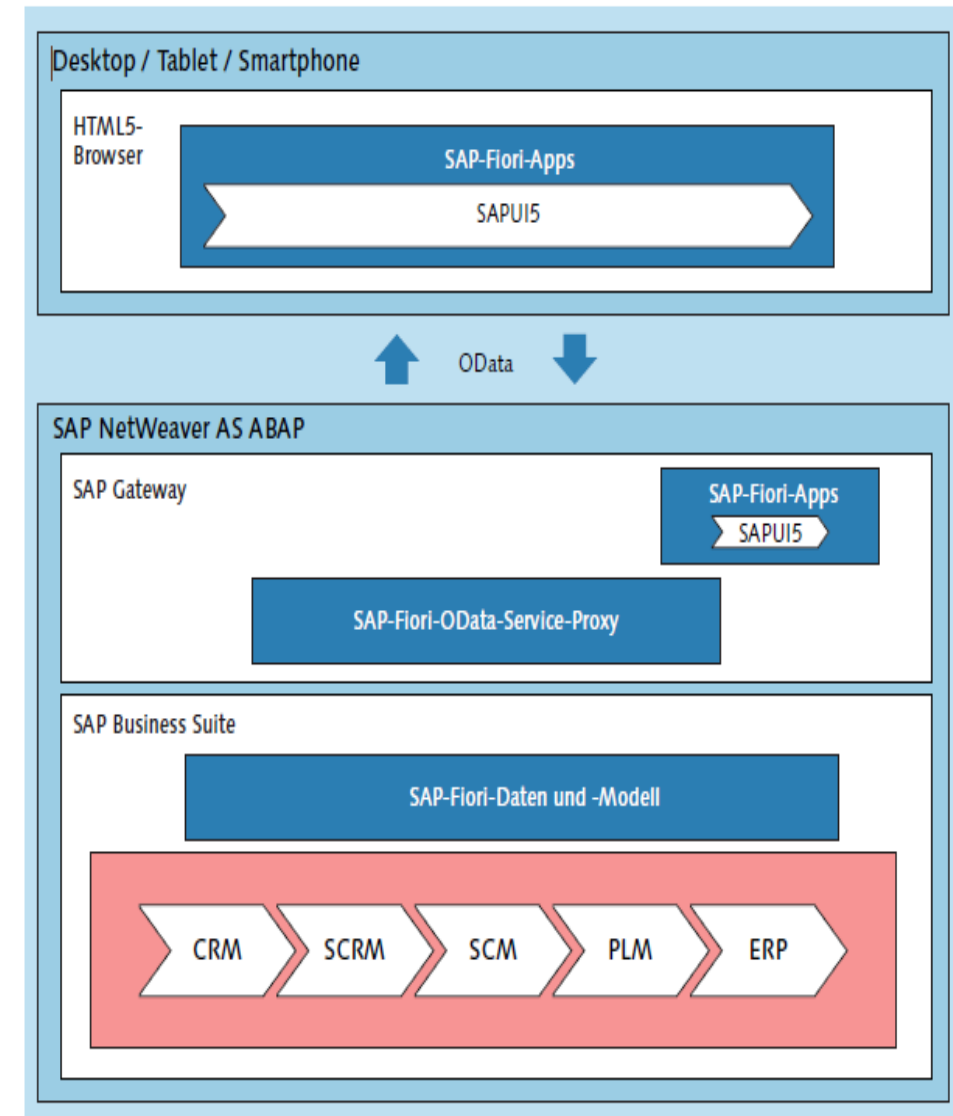 Desktop / Tablet / Smartphone
HTML5-
Browser
SAP-Fiori-Apps
SAPUI5
OData
SAP NetWeaver AS ABAP
SAP Gateway
SAP-Fiori-Apps
SAPUI5
SAP-Fiori-OData-Service-Proxy
SAP Business Suite
SAP-Fiori-Daten und -Modell
CRM
SCRM
SCM
PLM
ERP